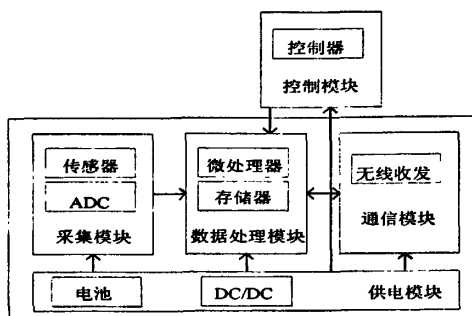 控制器
控制模块
传感器
ADC
采集模块
微处理器
存储器
数据处理模块
无线收发
通信模块
电池
DC/DC
供电模块